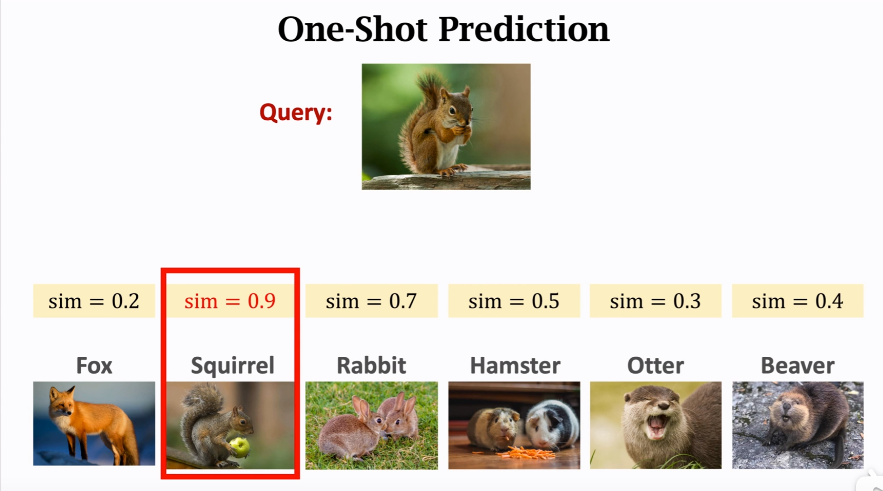 One-Shot Prediction
Query:
sim = 0.2 sim = 0.9 sim = 0.7 sim = 0.5 sim = 0.3 sim = 0.4
Fox Squirrel Rabbit Hamster Otter Beaver